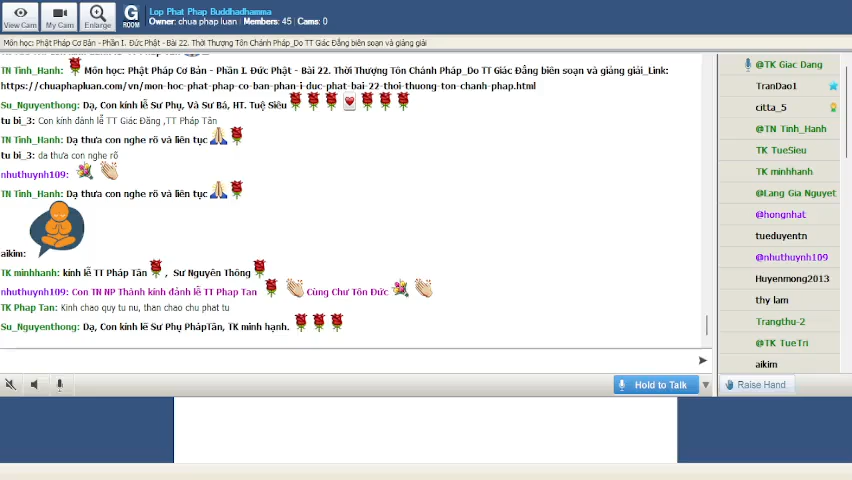 Lop Phat Phap Buddhadhamma
Owner: chua phap luan | Members: 45 | Cams: 0
View Cam
My Cam
Enlarge
G
ROOM
Môn học: Phật Pháp Cơ Bản - Phần I. Đức Phật - Bài 22. Thời Thượng Tôn Chánh Pháp_Do TT Giác Đẳng biên soạn và giảng giải
TN Tinh_Hanh: Môn học: Phật Pháp Cơ Bản - Phần I. Đức Phật - Bài 22. Thời Thượng Tôn Chánh Pháp_Do TT Giác Đẳng biên soạn và giảng giải_Link:
https://chuaphapluan.com/vn/mon-hoc-phat-phap-co-ban-phan-i-duc-phat-bai-22-thoi-thuong-ton-chanh-phap.html
Su_Nguyenthong: Dạ, Con kính lễ Sư Phụ, Và Sư Bá, HT. Tuệ Siêu
tu bi_3: Con kính đảnh lễ TT Giác Đăng ,TT Pháp Tân
TN Tinh_Hanh: Dạ thưa con nghe rõ và liên tục
tu bi_3: da thưa con nghe rõ
nhuthuynh109:
TN Tinh_Hanh: Dạ thưa con nghe rõ và liên tục
aikim:
TK minhhanh: kính lễ TT Pháp Tân , Sư Nguyên Thông
nhuthuynh109: Con TN NP Thành kính đảnh lễ TT Phap Tan Cùng Chư Tôn Đức
TK Phap Tan: Kinh chao quy tu nu, than chao chu phat tu
Su_Nguyenthong: Dạ, Con kính lễ Sư Phụ PhápTân, TK minh hạnh.
Hold to Talk
@TK Giac Dang
TranDao1
citta_5
@TN Tinh_Hanh
TK TueSieu
TK minhhanh
@Lang Gia Nguyet
@hongnhat
tueduyentn
@nhuthuynh109
Huyenmong2013
thy lam
Trangthu-2
@TK TueTri
aikim
Raise Hand